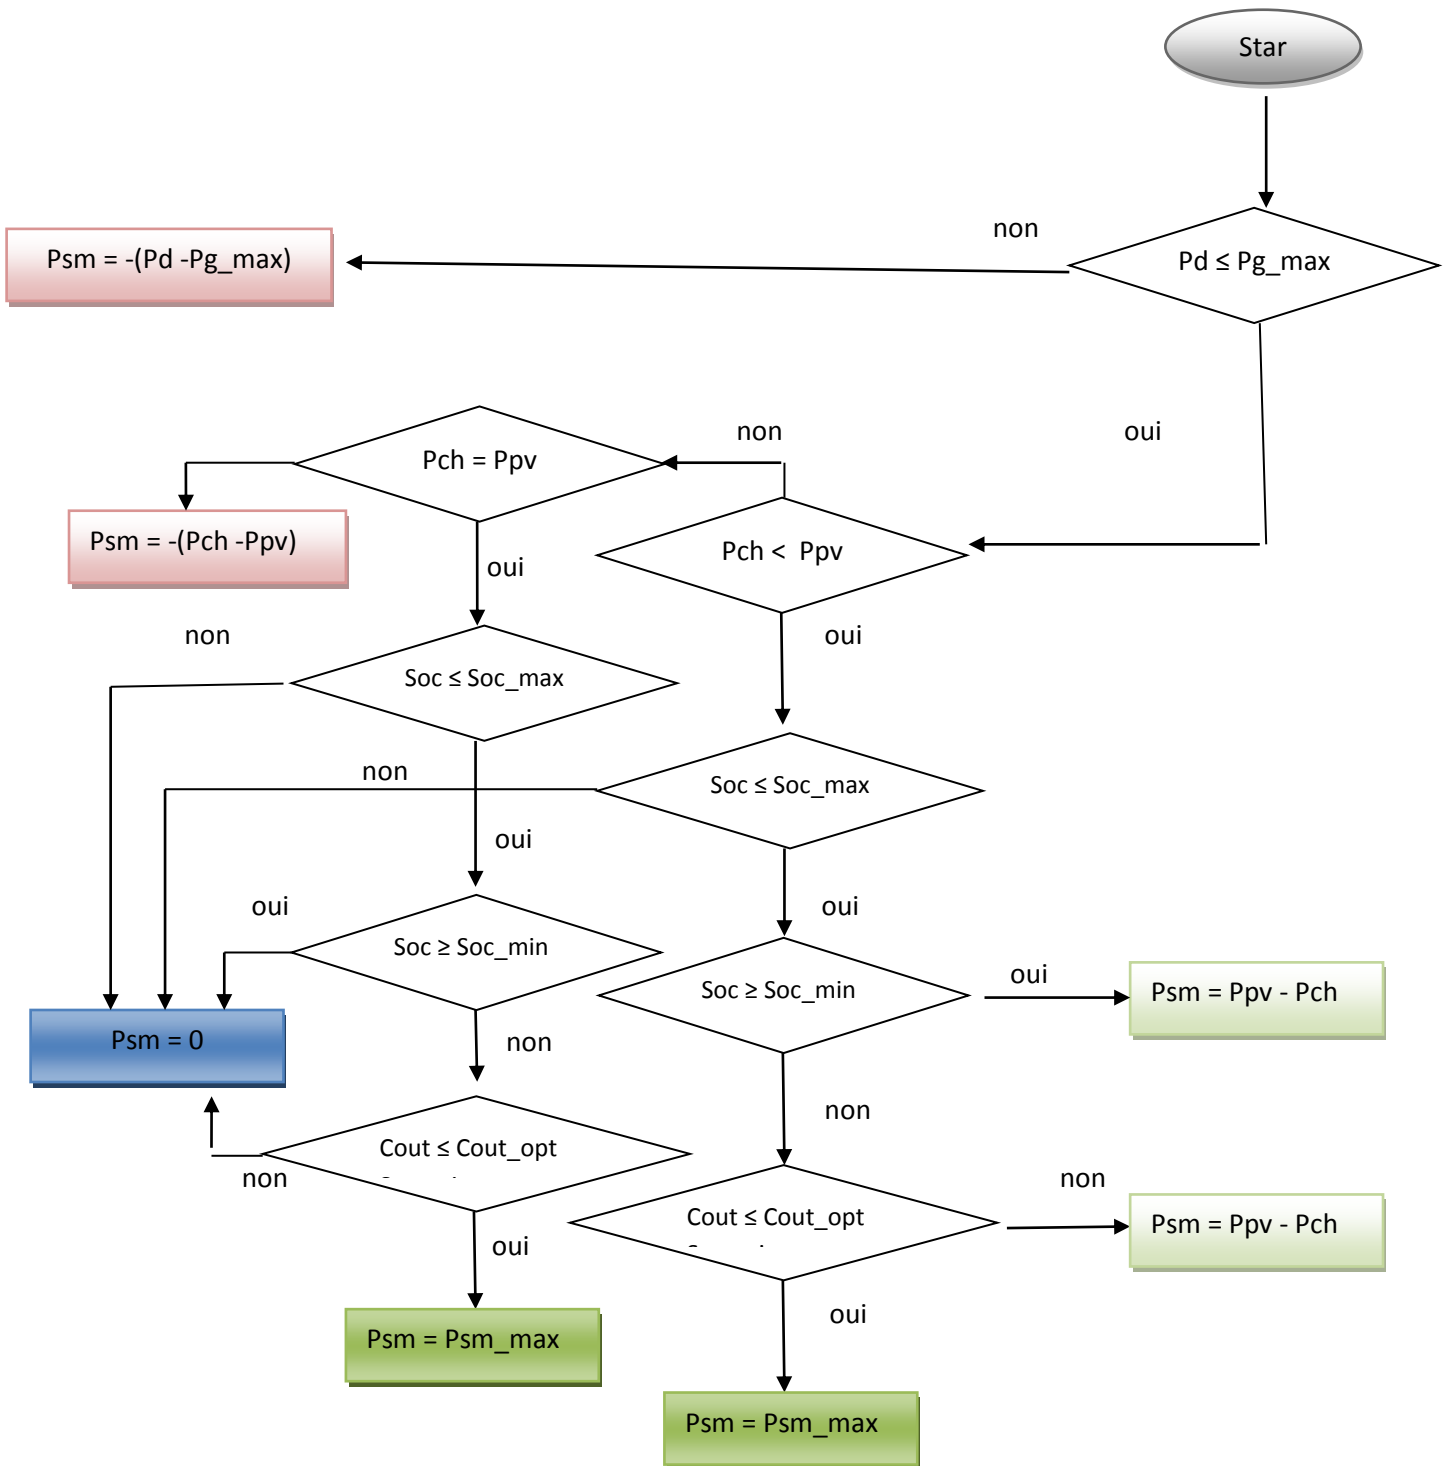 Star
non
Psm = -(Pd -Pg_max)
Pd ≤ Pg_max
non
oui
Pch = Ppv
Psm = -(Pch -Ppv)
Pch < Ppv
oui
non
oui
Soc ≤ Soc_max
non
Soc ≤ Soc_max
oui
oui
oui
Soc ≥ Soc_min
Soc ≥ Soc_min
oui
Psm = Ppv - Pch
Psm = 0
non
non
Cout ≤ Cout_opt
non
non
Cout ≤ Cout_opt
Psm = Ppv - Pch
oui
oui
Psm = Psm_max
Psm = Psm_max